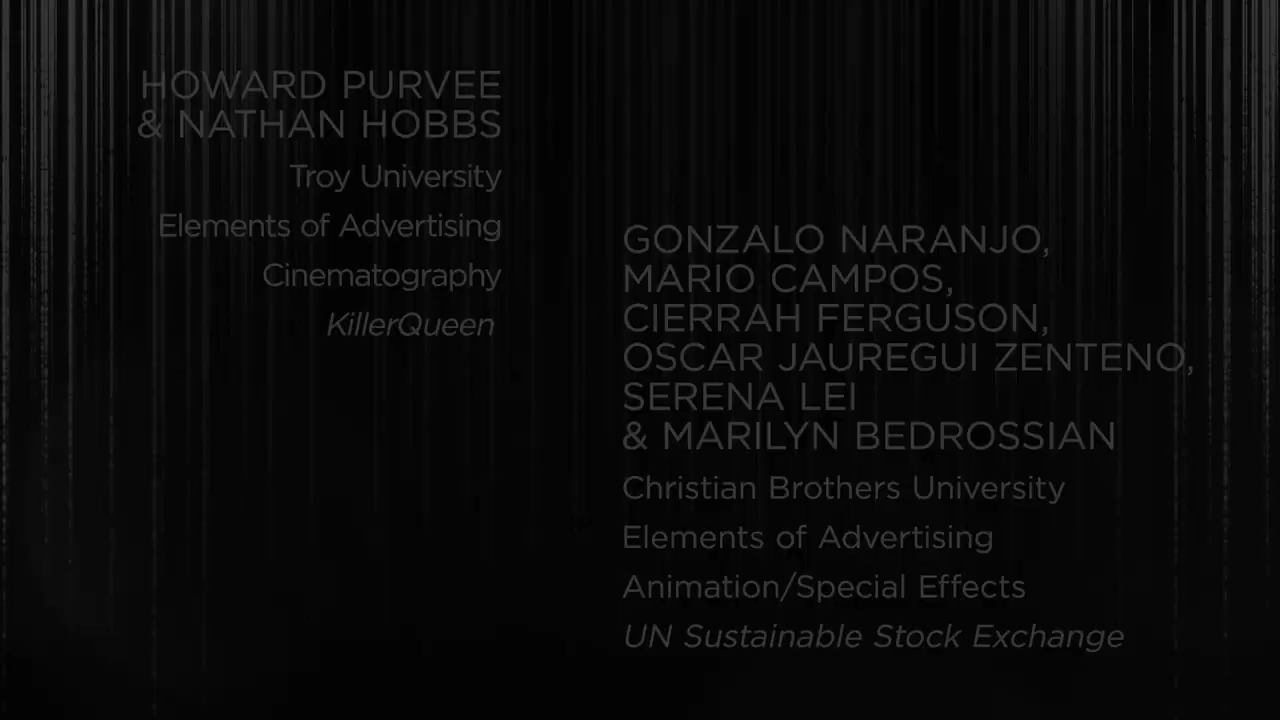 HOWARD PURVEE
& NATHAN HOBBS
Troy University
Elements of Advertising
Cinematography
KillerQueen
GONZALO NARANJO,
MARIO CAMPOS,
CIERRAH FERGUSON,
OSCAR JAUREGUI ZENTENO,
SERENA LEI
& MARILYN BEDROSSIAN
Christian Brothers University
Elements of Advertising
Animation/Special Effects
UN Sustainable Stock Exchange